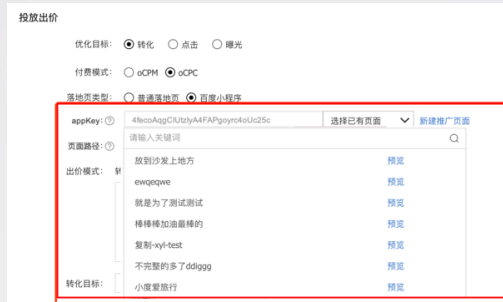 投放出价
优化目标: 转化 点击 曝光
付费模式: oCPM oCPC
落地页类型: 普通落地页 百度小程序
appKey: ? 选择已有页面 新建推广页面
页面路径: ? 请输入关键词
放到沙发上地方 预览
出价模式: 转
ewqeqwe 预览
就是为了测试测试 预览
棒棒棒加油最棒的 预览
复制-xyl-test 预览
不完整的多了ddiggg 预览
转化目标: 小度爱旅行 预览